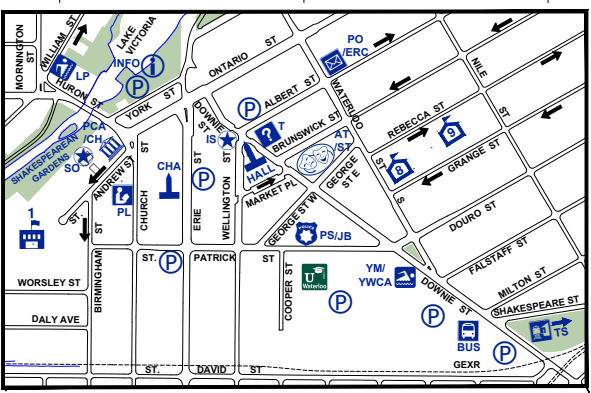 MORNINGTON ST
WILLIAM ST
LAKE VICTORIA
INFO
i
P
LP
HURON ST
YORK ST
ONTARIO ST
PO /ERC
WATERLOO ST S
NILE ST
ALBERT ST
DOWNIE ST
P
IS
? T
BRUNSWICK ST
REBECCA ST
9
AT /ST
8
GRANGE ST
PCA /CH
SHAKESPEAREAN GARDENS
SO
ANDREW ST
ST.
CHURCH ST
CHA
P
ERIE ST
WELLINGTON ST
HALL
MARKET PL
GEORGE ST E
GEORGE ST W
PL
1
POLICE
PS/JB
DOURO ST
FALSTAFF ST
MILTON ST
SHAKESPEARE ST
ST. PATRICK ST
P
BIRMINGHAM ST
WORSLEY ST
DALY AVE
COOPER ST
U
Waterloo
P
YM/ YWCA
DOWNIE ST
P
BUS
TS
P
GEXR
ST. DAVID ST